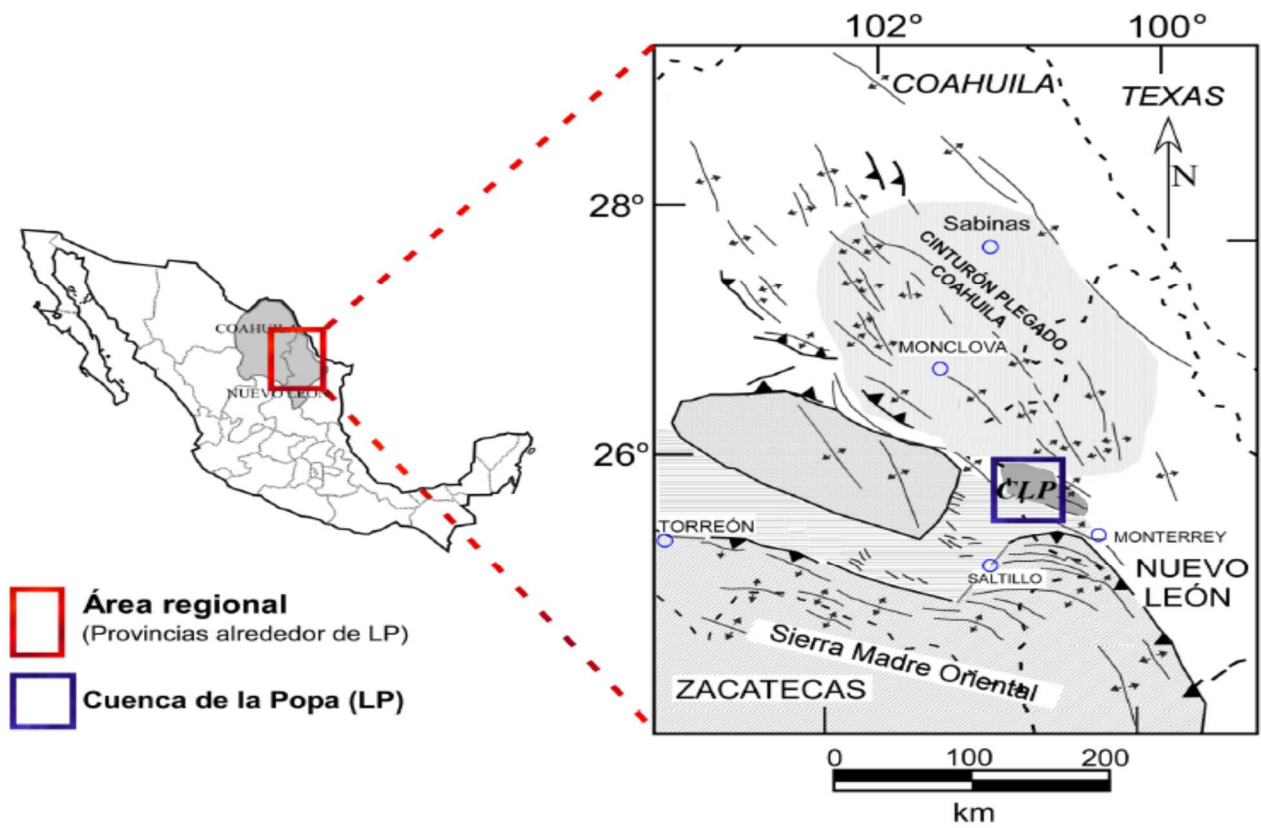 102° 100°
COAHUILA
TEXAS
N
28°
Sabinas
CINTURÓN PLEGADO
COAHUILA
MONCLOVA
COAHUILA
NUEVO LEÓN
26°
CLP
TORREÓN
MONTERREY
SALTILLO
NUEVO
LEÓN
Sierra Madre Oriental
ZACATECAS
Área regional
(Provincias alrededor de LP)
Cuenca de la Popa (LP)
0 100 200
km